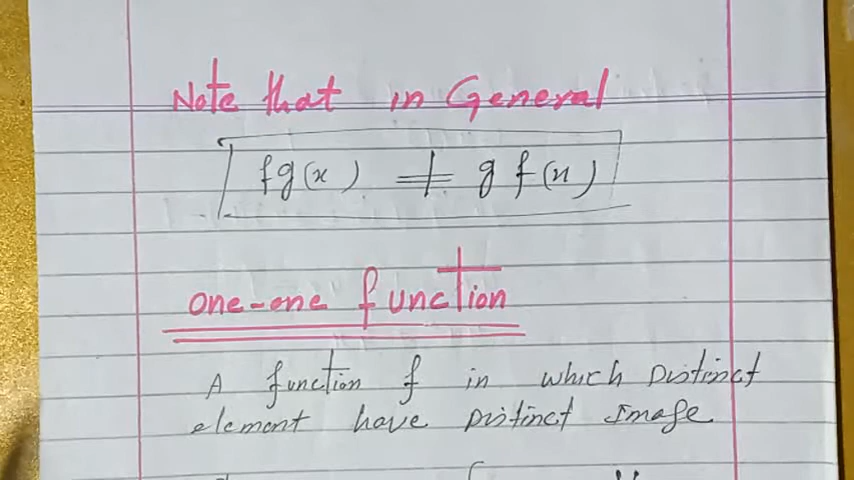 Note that in General
fg(x) ≠ gf(x)
one-one function
A function f in which Distinct
element have Distinct Image